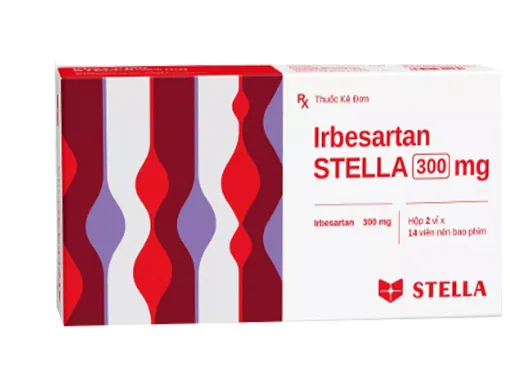 Rx Thuốc Kê Đơn
Irbesartan
STELLA 300 mg
Irbesartan 300 mg
Hộp 2 vỉ x
14 viên nén bao phim
STELLA